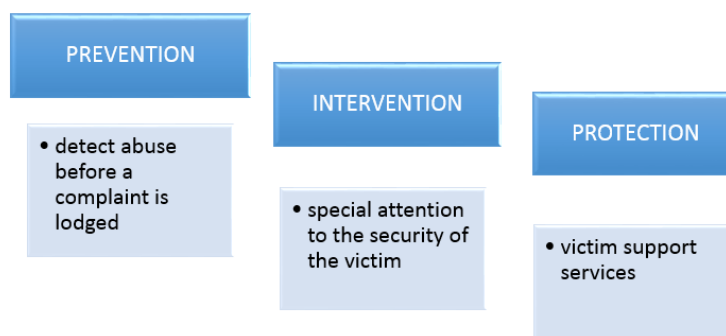 PREVENTION
• detect abuse
before a
complaint is
lodged
INTERVENTION
• special attention
to the security of
the victim
PROTECTION
• victim support
services